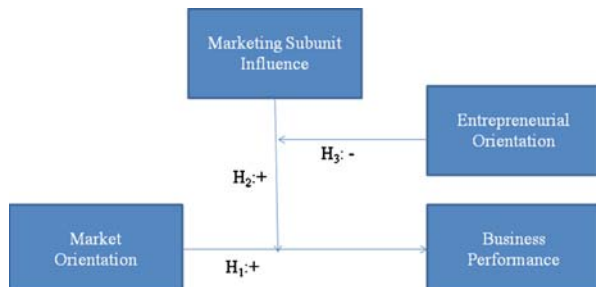 Marketing Subunit
Influence
Entrepreneurial
Orientation
H₃: -
H₂:+
Market
Orientation
Business
Performance
H₁:+